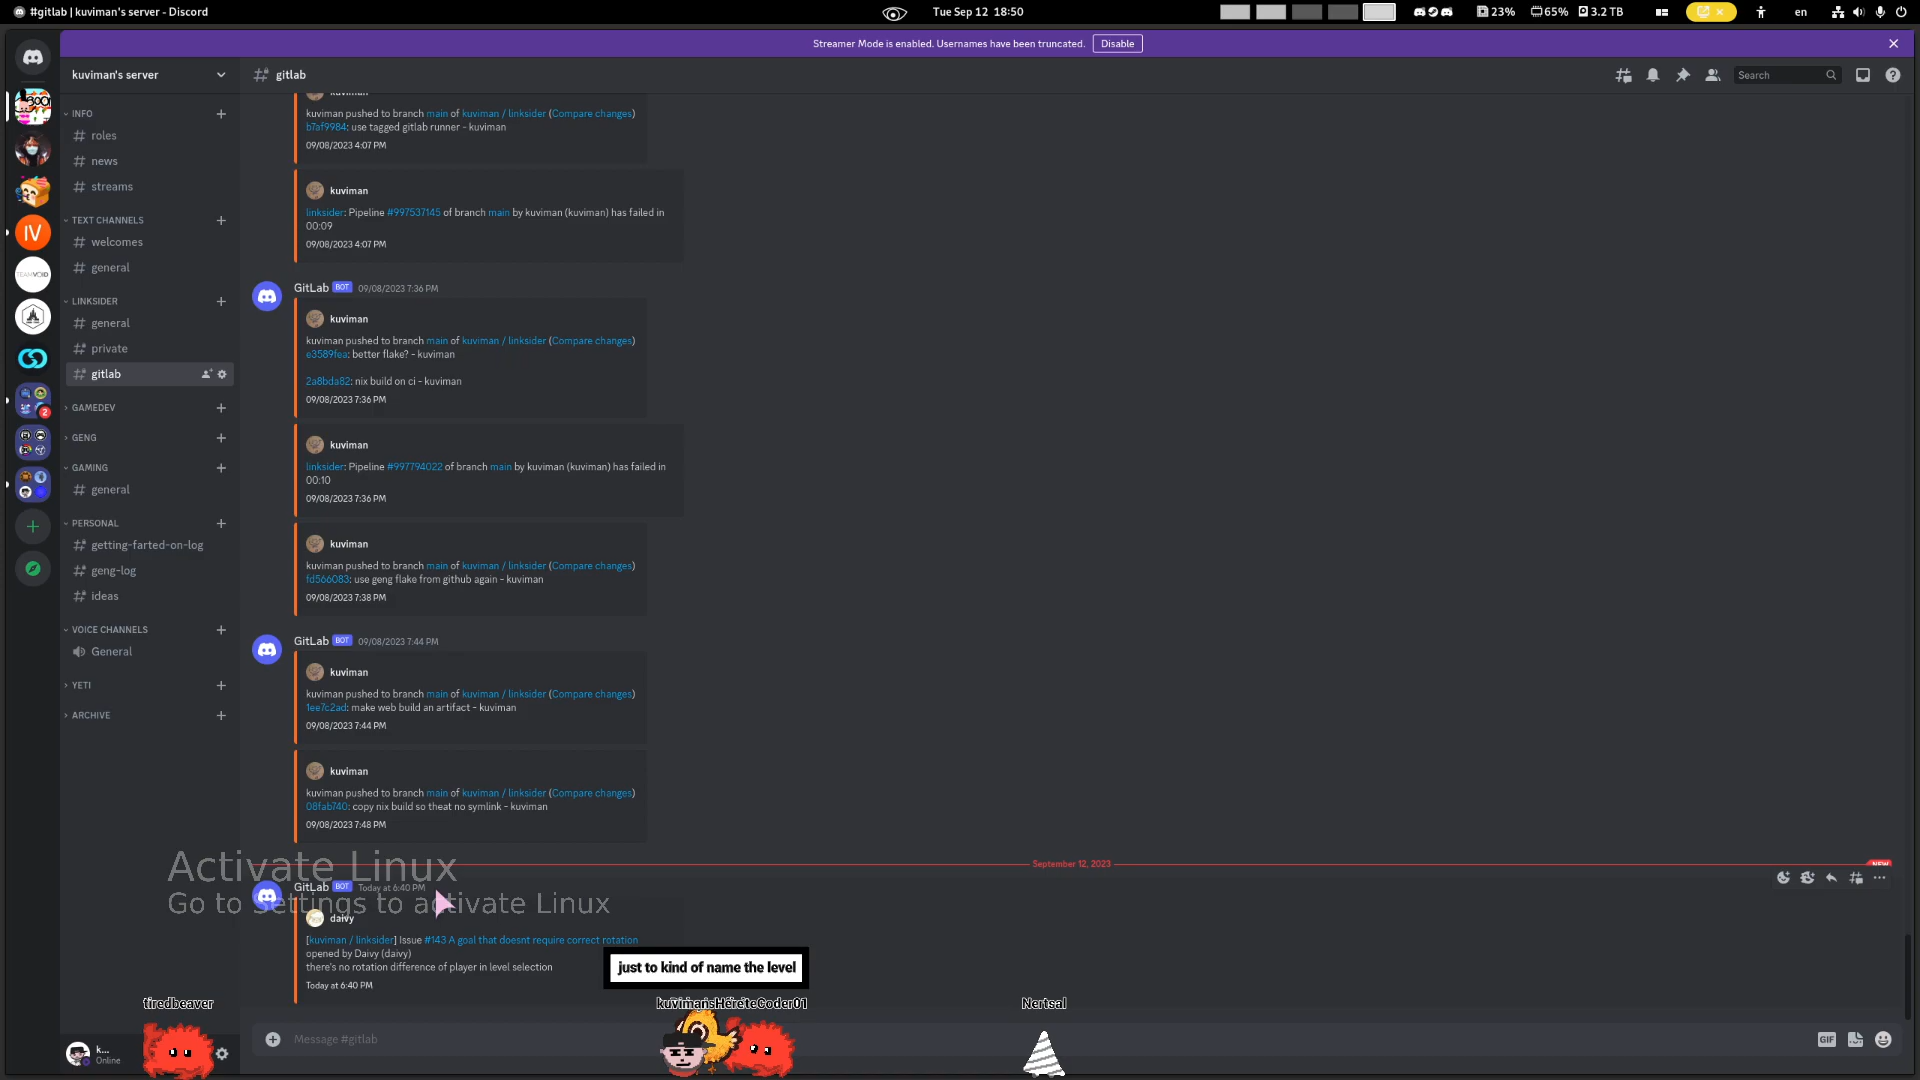 #gitlab | kuviman's server - Discord
Tue Sep 12 18:50
23%
65%
3.2 TB
en
Streamer Mode is enabled. Usernames have been truncated.
Disable
kuviman's server
gitlab
Search
INFO
roles
news
streams
TEXT CHANNELS
welcomes
general
LINKSIDER
general
private
gitlab
GAMEDEV
GENG
GAMING
general
PERSONAL
getting-farted-on-log
geng-log
ideas
VOICE CHANNELS
General
YETI
ARCHIVE
IV
TEAMVOID
2
kuviman pushed to branch main of kuviman / linksider (Compare changes)
b7af9984: use tagged gitlab runner - kuviman
09/08/2023 4:07 PM
kuviman
linksider: Pipeline #997537145 of branch main by kuviman (kuviman) has failed in
00:09
09/08/2023 4:07 PM
GitLab BOT 09/08/2023 7:36 PM
kuviman
kuviman pushed to branch main of kuviman / linksider (Compare changes)
e3589fea: better flake? - kuviman
2a8bda82: nix build on ci - kuviman
09/08/2023 7:36 PM
kuviman
linksider: Pipeline #997794022 of branch main by kuviman (kuviman) has failed in
00:10
09/08/2023 7:36 PM
kuviman
kuviman pushed to branch main of kuviman / linksider (Compare changes)
fd566083: use geng flake from github again - kuviman
09/08/2023 7:38 PM
GitLab BOT 09/08/2023 7:44 PM
kuviman
kuviman pushed to branch main of kuviman / linksider (Compare changes)
1ee7c2ad: make web build an artifact - kuviman
09/08/2023 7:44 PM
kuviman
kuviman pushed to branch main of kuviman / linksider (Compare changes)
08fab740: copy nix build so theat no symlink - kuviman
09/08/2023 7:48 PM
Activate Linux
Go to Settings to activate Linux
September 12, 2023
NEW
GitLab BOT Today at 6:40 PM
daivy
[kuviman / linksider] Issue #143 A goal that doesnt require correct rotation
opened by Daivy (daivy)
there's no rotation difference of player in level selection
Today at 6:40 PM
just to kind of name the level
tiredbeaver
Nertsal
k...
Online
Message #gitlab
GIF